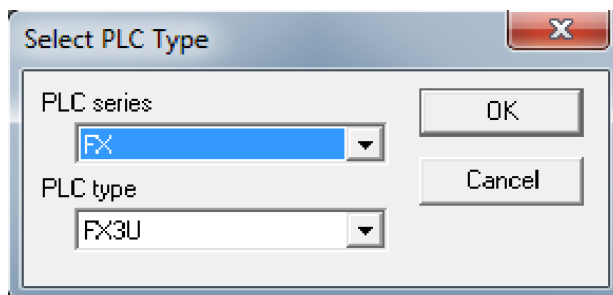 Select PLC Type
PLC series
FX
PLC type
FX3U
OK
Cancel